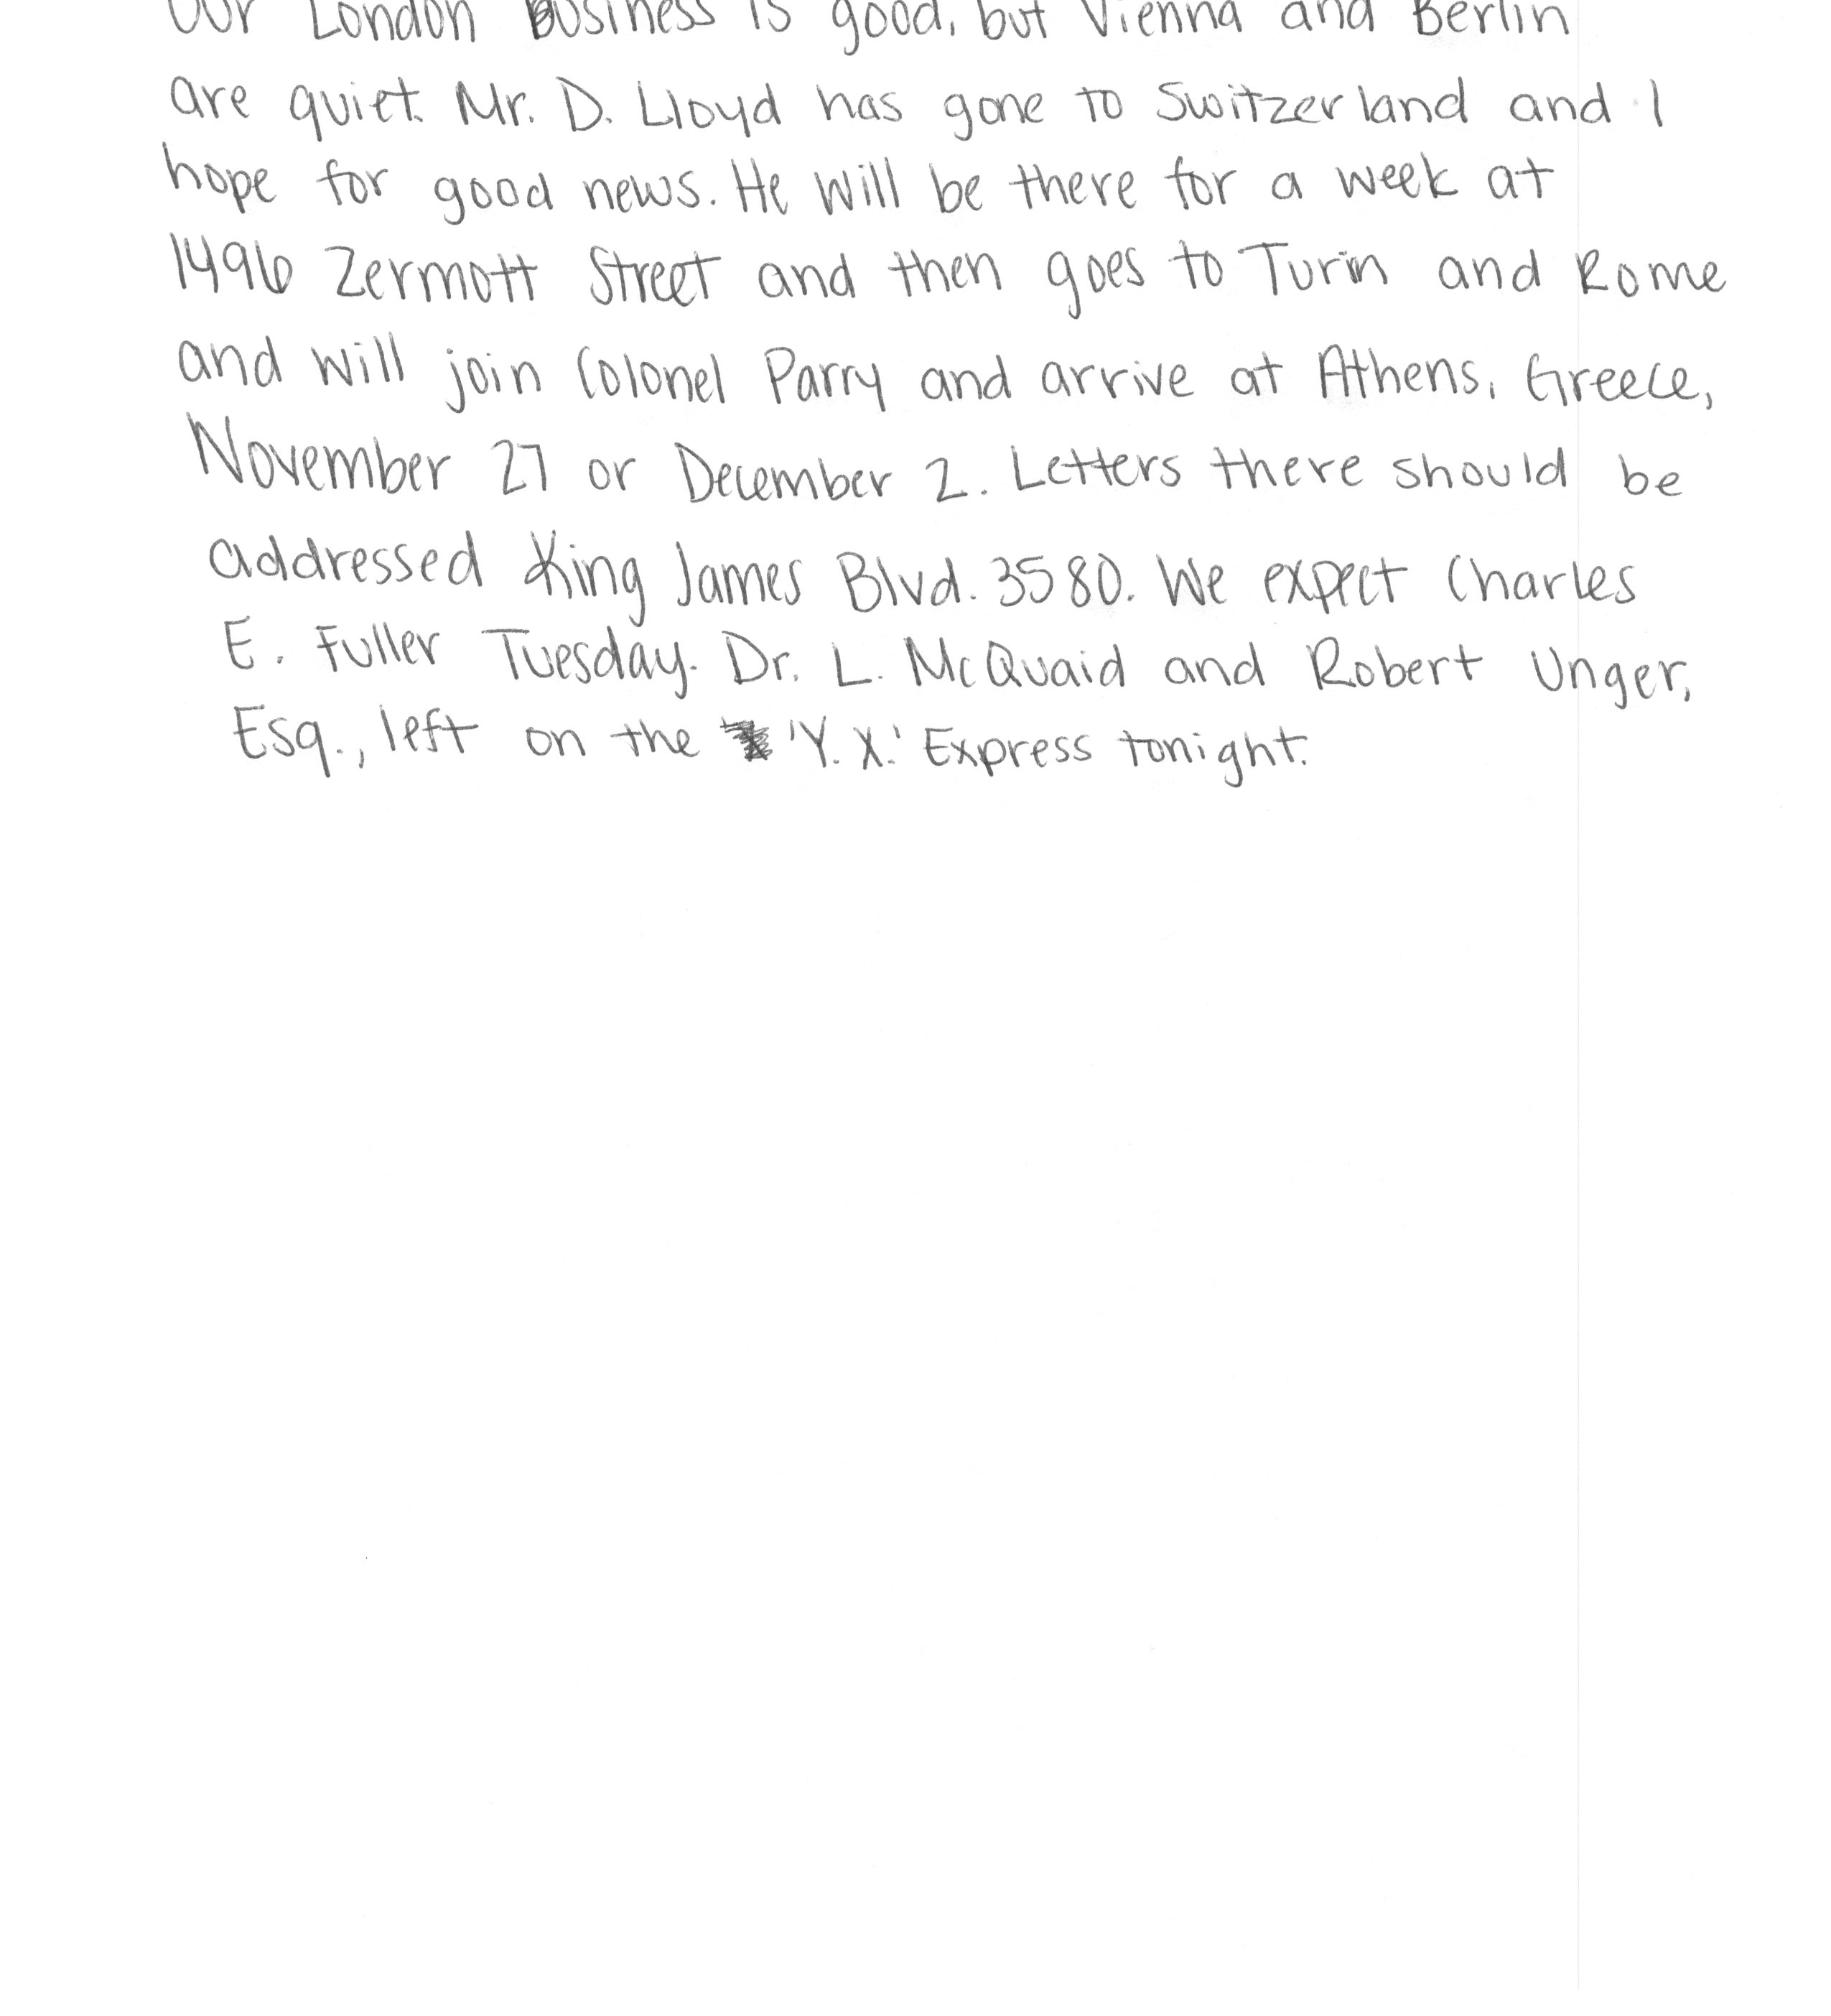 Our London Business is good, but Vienna and Berlin
are quiet. Mr. D. Lloyd has gone to Switzerland and I
hope for good news. He will be there for a week at
1496 Zermott Street and then goes to Turin and Rome
and will join Colonel Parry and arrive at Athens, Greece,
November 27 or December 2. Letters there should be
addressed King James Blvd. 3580. We expect Charles
E. Fuller Tuesday. Dr. L. McQuaid and Robert Unger,
Esq., left on the 'Y.X.' Express tonight.